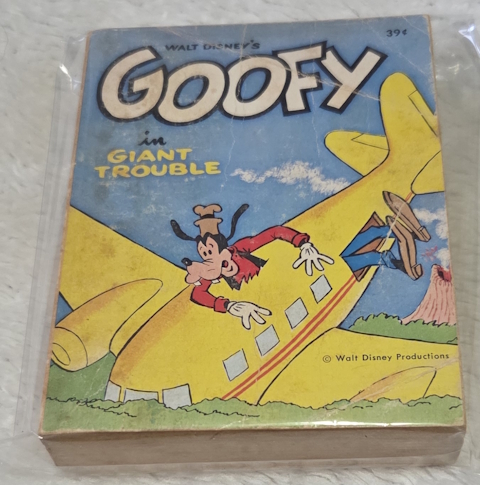 WALT DISNEY'S
39¢
GOOFY
in
GIANT
TROUBLE
© Walt Disney Productions